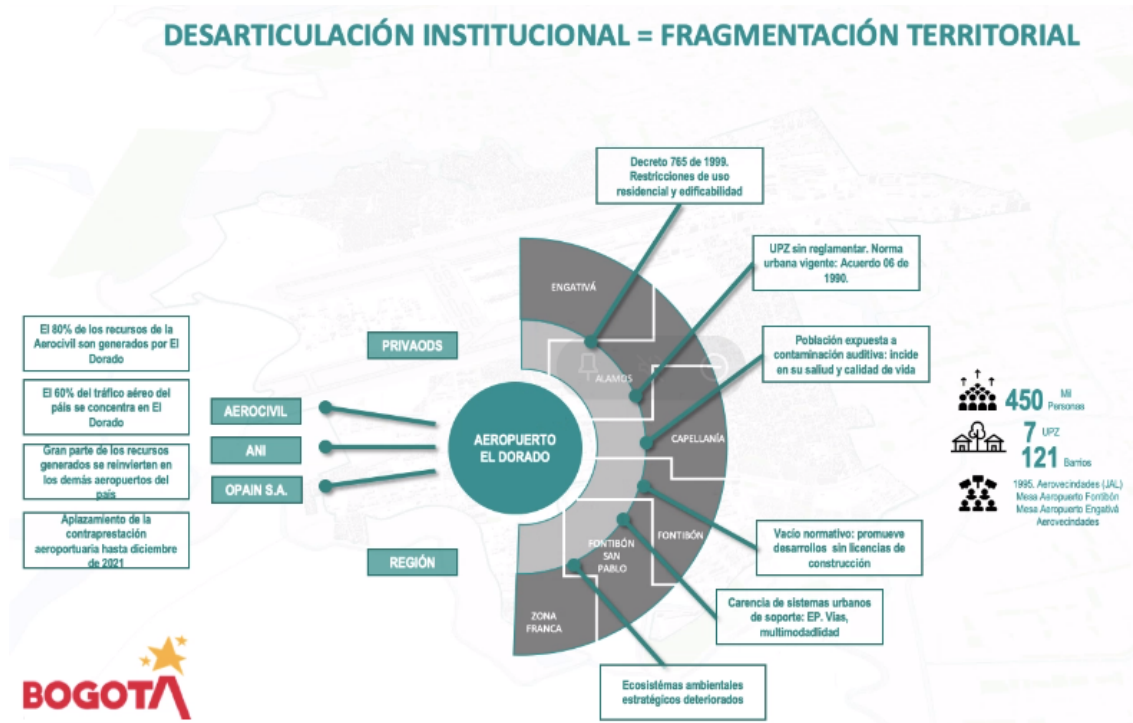 DESARTICULACIÓN INSTITUCIONAL = FRAGMENTACIÓN TERRITORIAL
Decreto 765 de 1999.
Restricciones de uso
residencial y edificabilidad
UPZ sin reglamentar. Norma
urbana vigente: Acuerdo 06 de
1990.
Población expuesta a
contaminación auditiva: incide
en su sallud y calidad de vida
Vacío normativo: promueve
desarrollos sin licencias de
construcción
Carencia de sistemas urbanos
de soporte: EP. Vías,
multimodadlidad
Ecosistémas ambientales
estratégicos deteriorados
El 80% de los recursos de la
Aerocivil son generados por El
Dorado
El 60% del tráfico aéreo del
páis se concentra en El
Dorado
Gran parte de los recursos
generados se reinvierten en
los demás aeropuertos del
país
Aplazamiento de la
contraprestación
aeroportuaria hasta diciembre
de 2021
PRIVAODS
AEROCIVIL
ANI
OPAIN S.A.
REGIÓN
AEROPUERTO
EL DORADO
ENGATIVÁ
ALAMOS
CAPELLANÍA
FONTIBÓN
FONTIBÓN
SAN
PABLO
ZONA
FRANCA
450 Mil
Personas
7 UPZ
121 Barrios
1995. Aerovecindades (JAL)
Mesa Aeropuerto Fontibón
Mesa Aeropuerto Engativá
Aerovecindades
BOGOTÁ